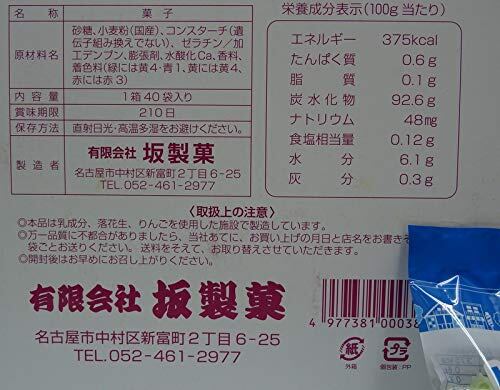 名称 菓子
原材料名 砂糖、小麦粉(国産)、コンスターチ(遺
伝子組み換えでない)、ゼラチン/加
工デンプン、膨張剤、水酸化Ca、香料、
着色料(緑には黄4・青1、黄には黄4、
赤には赤3)
内容量 1箱40袋入り
賞味期限 210日
保存方法 直射日光・高温多湿をお避けください。
製造者 有限会社 坂製菓
名古屋市中村区新富町2丁目6-25
TEL.052-461-2977
栄養成分表示(100g当たり)
エネルギー 375kcal
たんぱく質 0.6g
脂質 0.1g
炭水化物 92.6g
ナトリウム 48mg
食塩相当量 0.12g
水分 6.1g
灰分 0.3g
〈取扱上の注意〉
◎本品は乳成分、落花生、りんごを使用した施設で製造しています。
◎万一品質に不都合がありましたら、当社あてに、お買い上げの月日と店名をお書きそ
袋ごとお送りください。送料をそえて、お取り替えさせていただきます。
◎開封後はお早めにお召し上がりください。
有限会社 坂製菓
名古屋市中村区新富町2丁目6-25
TEL.052-461-2977
4 977381 00038
紙 プラ
外箱 個包装:PP